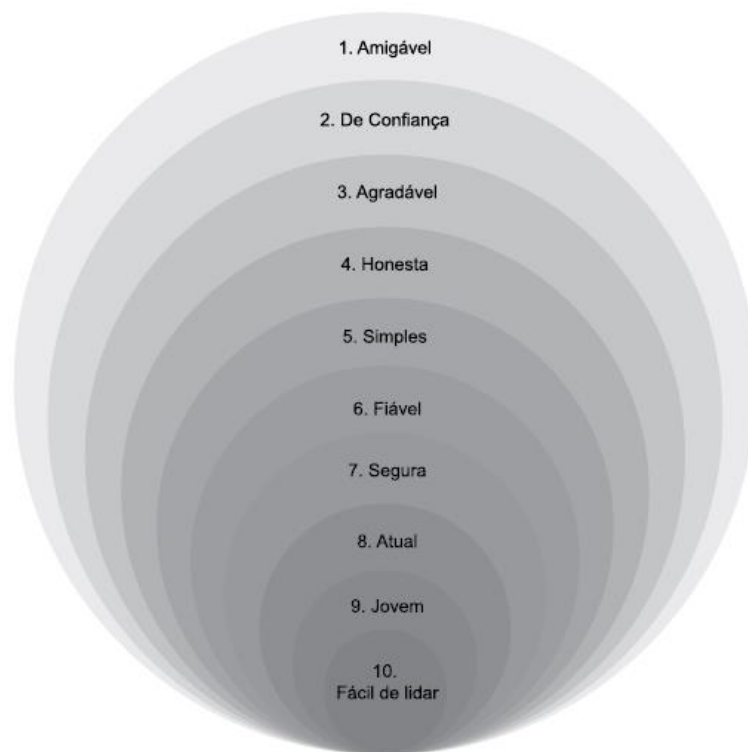 1. Amigável
2. De Confiança
3. Agradável
4. Honesta
5. Simples
6. Fiável
7. Segura
8. Atual
9. Jovem
10.
Fácil de lidar